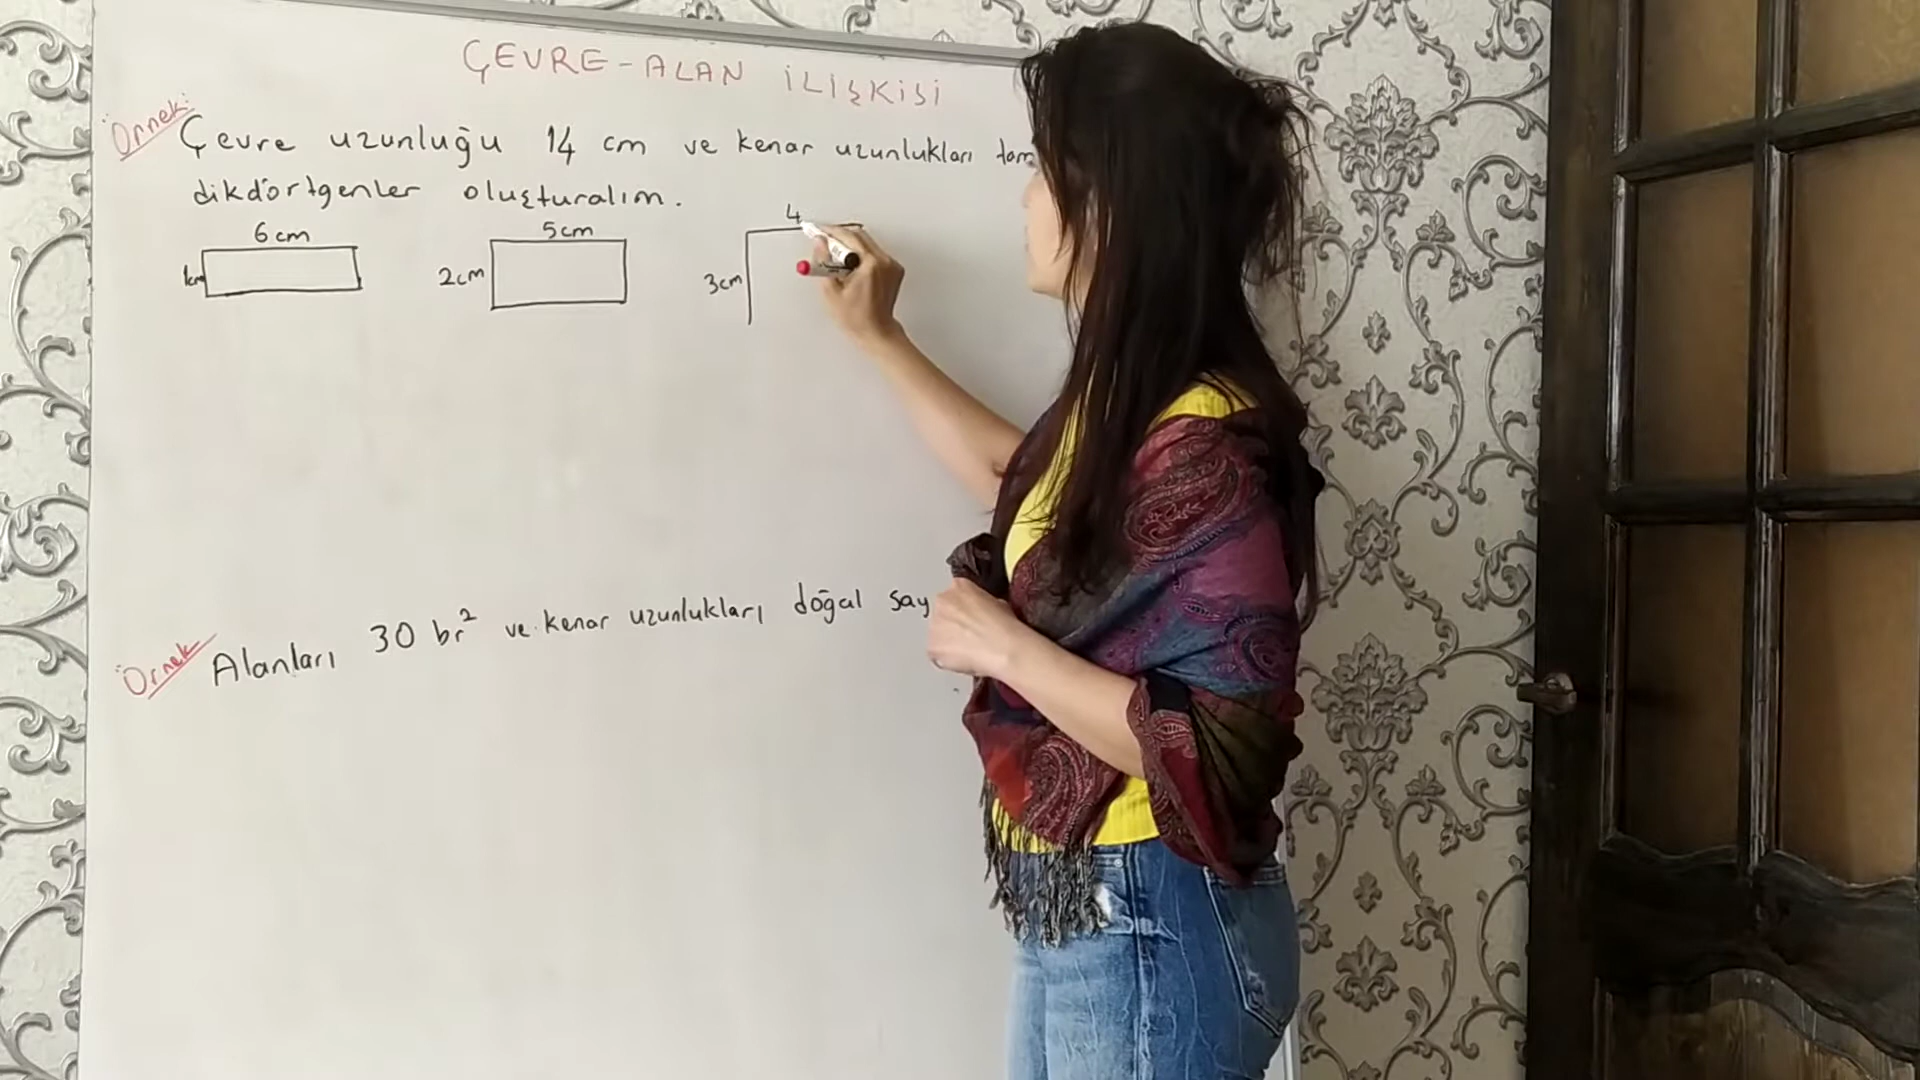 ÇEVRE-ALAN İLİŞKİSİ
Örnek: Çevre uzunluğu 14 cm ve kenar uzunlukları tam
dikdörtgenler oluşturalım.
6cm 5cm 4
1cm 2cm 3cm
Örnek Alanları 30 br² ve kenar uzunlukları doğal say